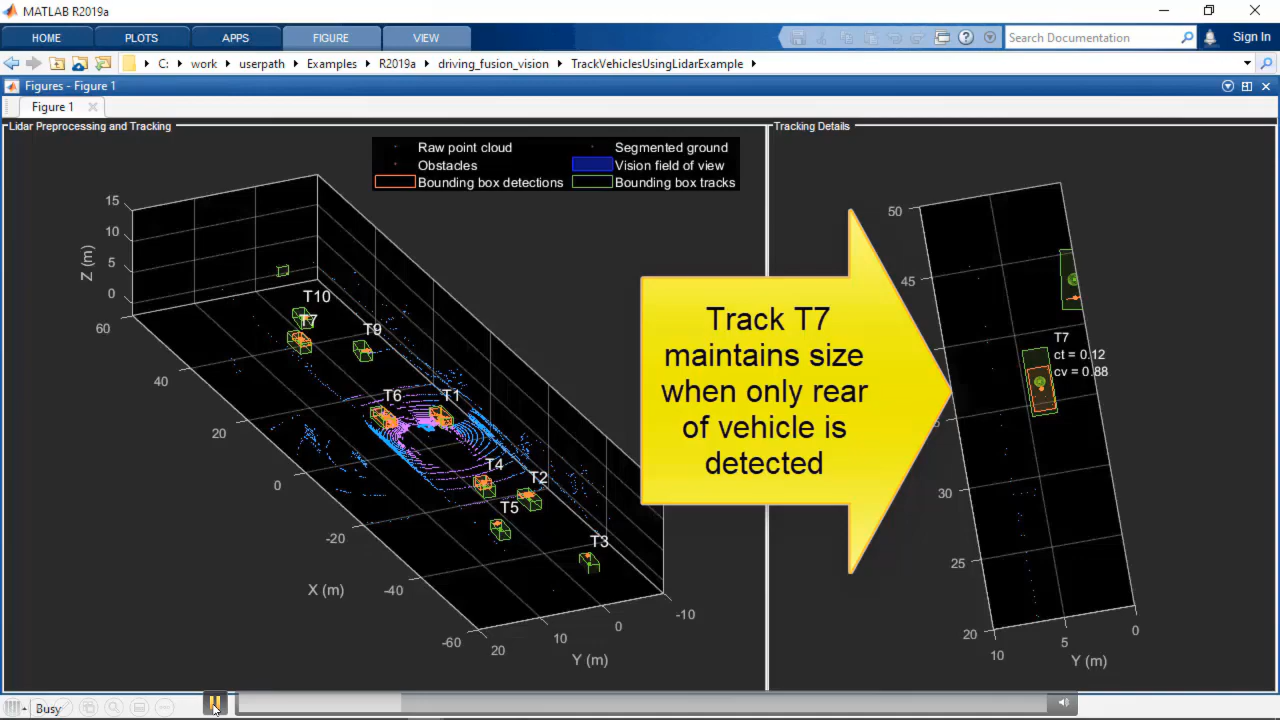 MATLAB R2019a
HOME PLOTS APPS FIGURE VIEW
Search Documentation
Sign In
C: work userpath Examples R2019a driving_fusion_vision TrackVehiclesUsingLidarExample
Figures - Figure 1
Figure 1
Lidar Preprocessing and Tracking
Raw point cloud
Segmented ground
Obstacles
Vision field of view
Bounding box detections
Bounding box tracks
15
10
5
0
Z (m)
60
40
20
0
-20
-40
-60
X (m)
20
10
0
-10
Y (m)
T10
T7
T9
T6
T1
T4
T2
T5
T3
Track T7
maintains size
when only rear
of vehicle is
detected
Tracking Details
50
45
30
25
20
10
5
0
Y (m)
T7
ct = 0.12
cv = 0.88
Busy